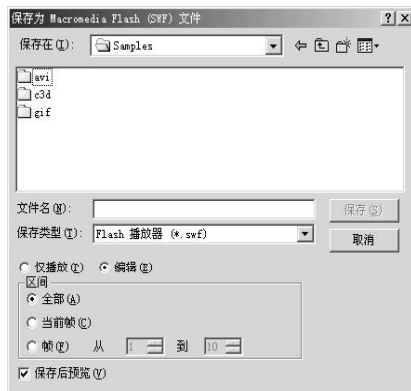 保存为 Macromedia Flash (SWF) 文件
保存在(I): Samples
avi
c3d
gif
文件名(N): 保存(S)
保存类型(T): Flash 播放器 (*.swf) 取消
仅播放(P) 编辑(E)
区间
全部(A)
当前帧(C)
帧(F) 从 1 到 10
保存后预览(V)